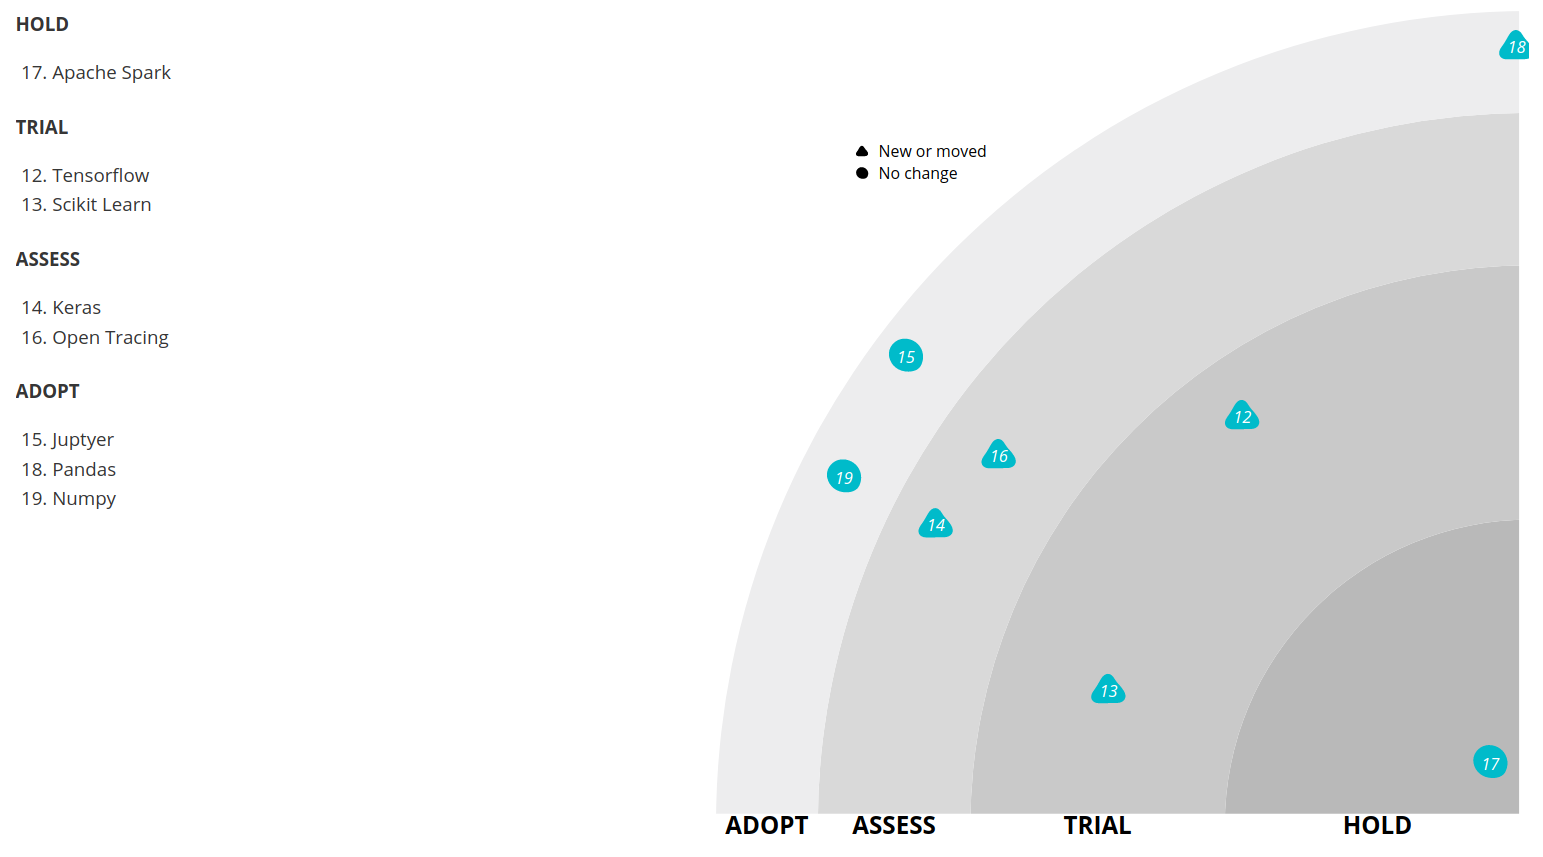 HOLD
17. Apache Spark
TRIAL
12. Tensorflow
13. Scikit Learn
ASSESS
14. Keras
16. Open Tracing
ADOPT
15. Juptyer
18. Pandas
19. Numpy
New or moved
No change
18
15
12
16
19
14
13
17
ADOPT ASSESS TRIAL HOLD